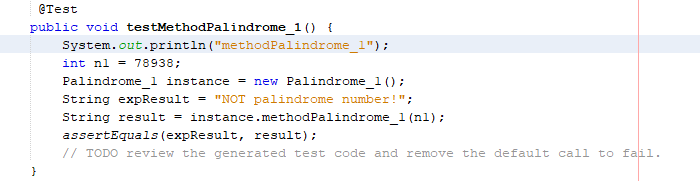 @Test
public void testMethodPalindrome_1() {
System.out.println("methodPalindrome_1");
int n1 = 78938;
Palindrome_1 instance = new Palindrome_1();
String expResult = "NOT palindrome number!";
String result = instance.methodPalindrome_1(n1);
assertEquals(expResult, result);
// TODO review the generated test code and remove the default call to fail.
}